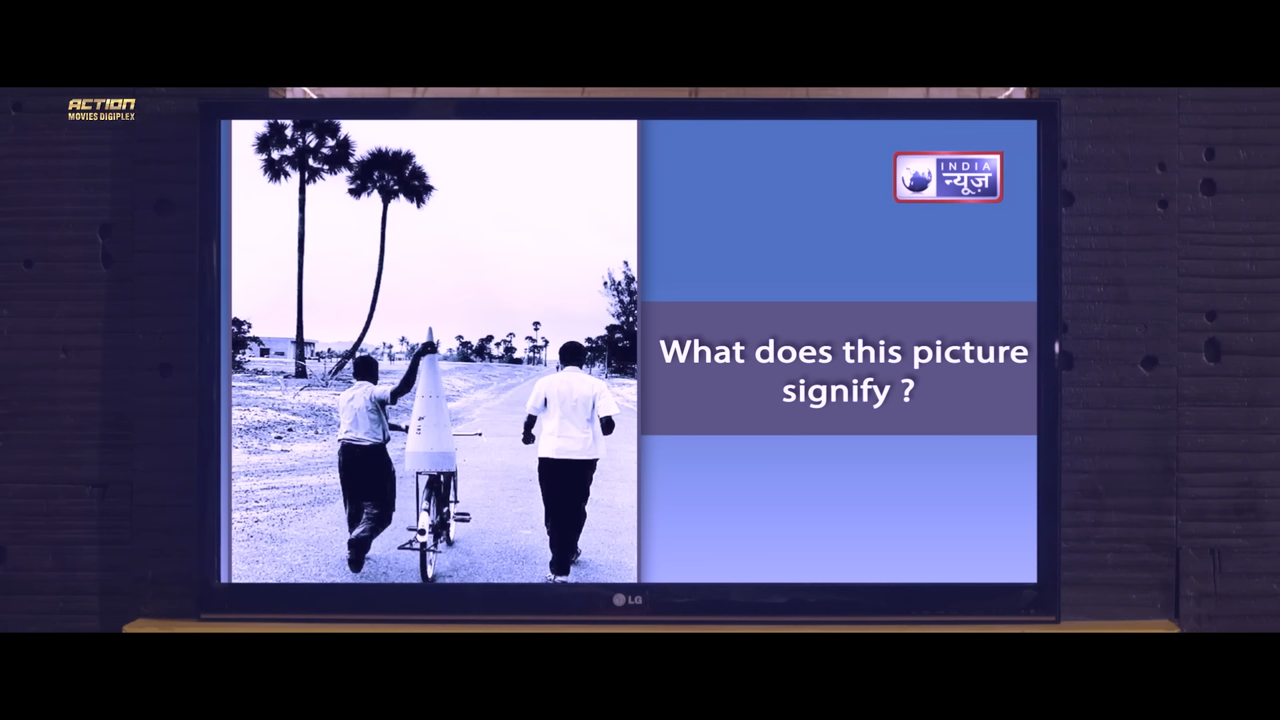 ACTION
MOVIES DIGIPLEX
INDIA
न्यूज़
What does this picture
signify ?
LG